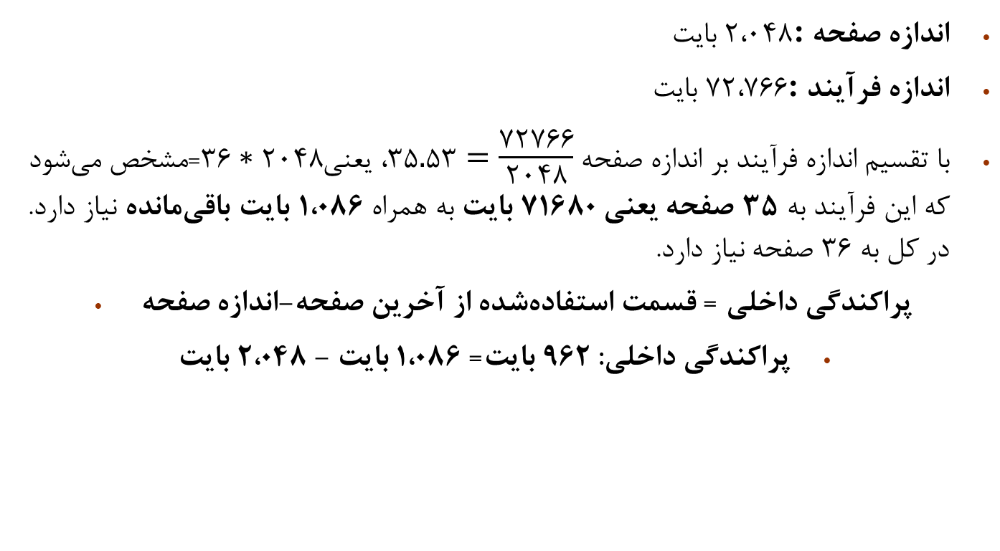 • اندازه صفحه :۲،۰۴۸ بایت
• اندازه فرآیند :۷۲،۷۶۶ بایت
• با تقسیم اندازه فرآیند بر اندازه صفحه ۷۲۷۶۶/۲۰۴۸ = ۳۵.۵۳، یعنی۲۰۴۸ * ۳۶=مشخص می‌شود
که این فرآیند به ۳۵ صفحه یعنی ۷۱۶۸۰ بایت به همراه ۱،۰۸۶ بایت باقی‌مانده نیاز دارد.
در کل به ۳۶ صفحه نیاز دارد.
• پراکندگی داخلی = قسمت استفاده‌شده از آخرین صفحه–اندازه صفحه
• پراکندگی داخلی: ۹۶۲ بایت= ۱،۰۸۶ بایت – ۲،۰۴۸ بایت